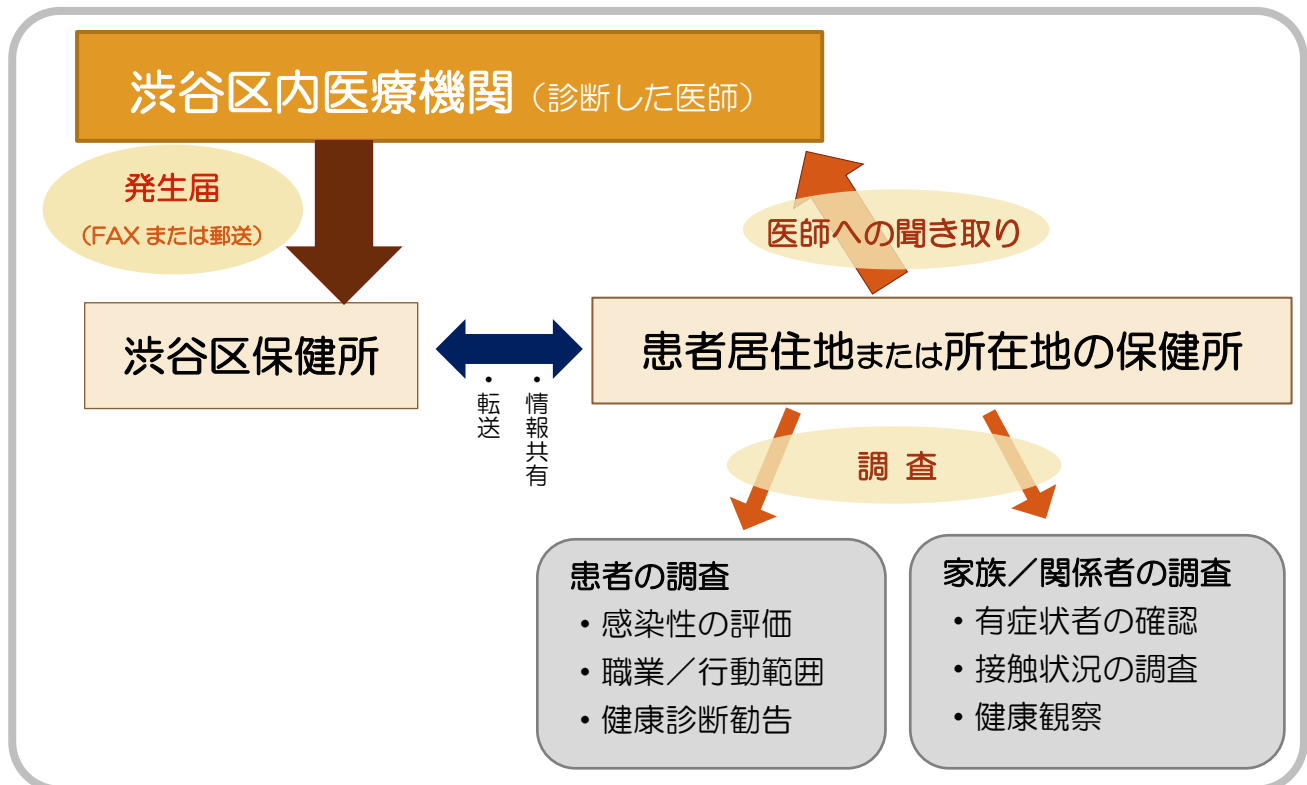 渋谷区内医療機関（診断した医師）
発生届
（FAX または郵送）
医師への聞き取り
渋谷区保健所
患者居住地または所在地の保健所
・情報共有
・転送
調 査
患者の調査
・感染性の評価
・職業／行動範囲
・健康診断勧告
家族／関係者の調査
・有症状者の確認
・接触状況の調査
・健康観察